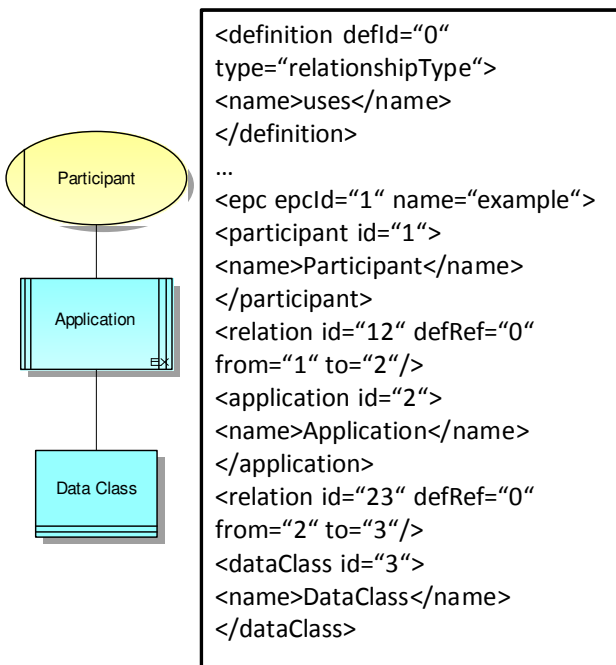 Participant
Application
EX
Data Class
<definition defId=“0“
type=“relationshipType“>
<name>uses</name>
</definition>
…
<epc epcId=“1“ name=“example“>
<participant id=“1“>
<name>Participant</name>
</participant>
<relation id=“12“ defRef=“0“
from=“1“ to=“2“/>
<application id=“2“>
<name>Application</name>
</application>
<relation id=“23“ defRef=“0“
from=“2“ to=“3“/>
<dataClass id=“3“>
<name>DataClass</name>
</dataClass>